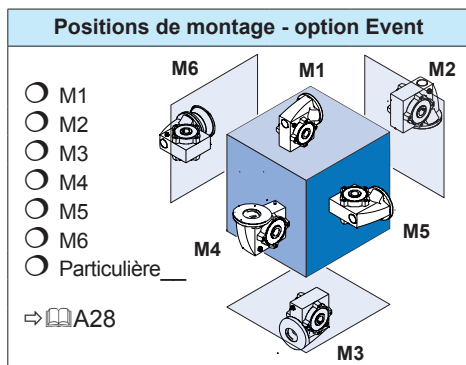 Positions de montage - option Event
M6
M1
M2
M1
M2
M3
M4
M5
M6
Particulière__
M4
M5
⇨🕮A28
M3